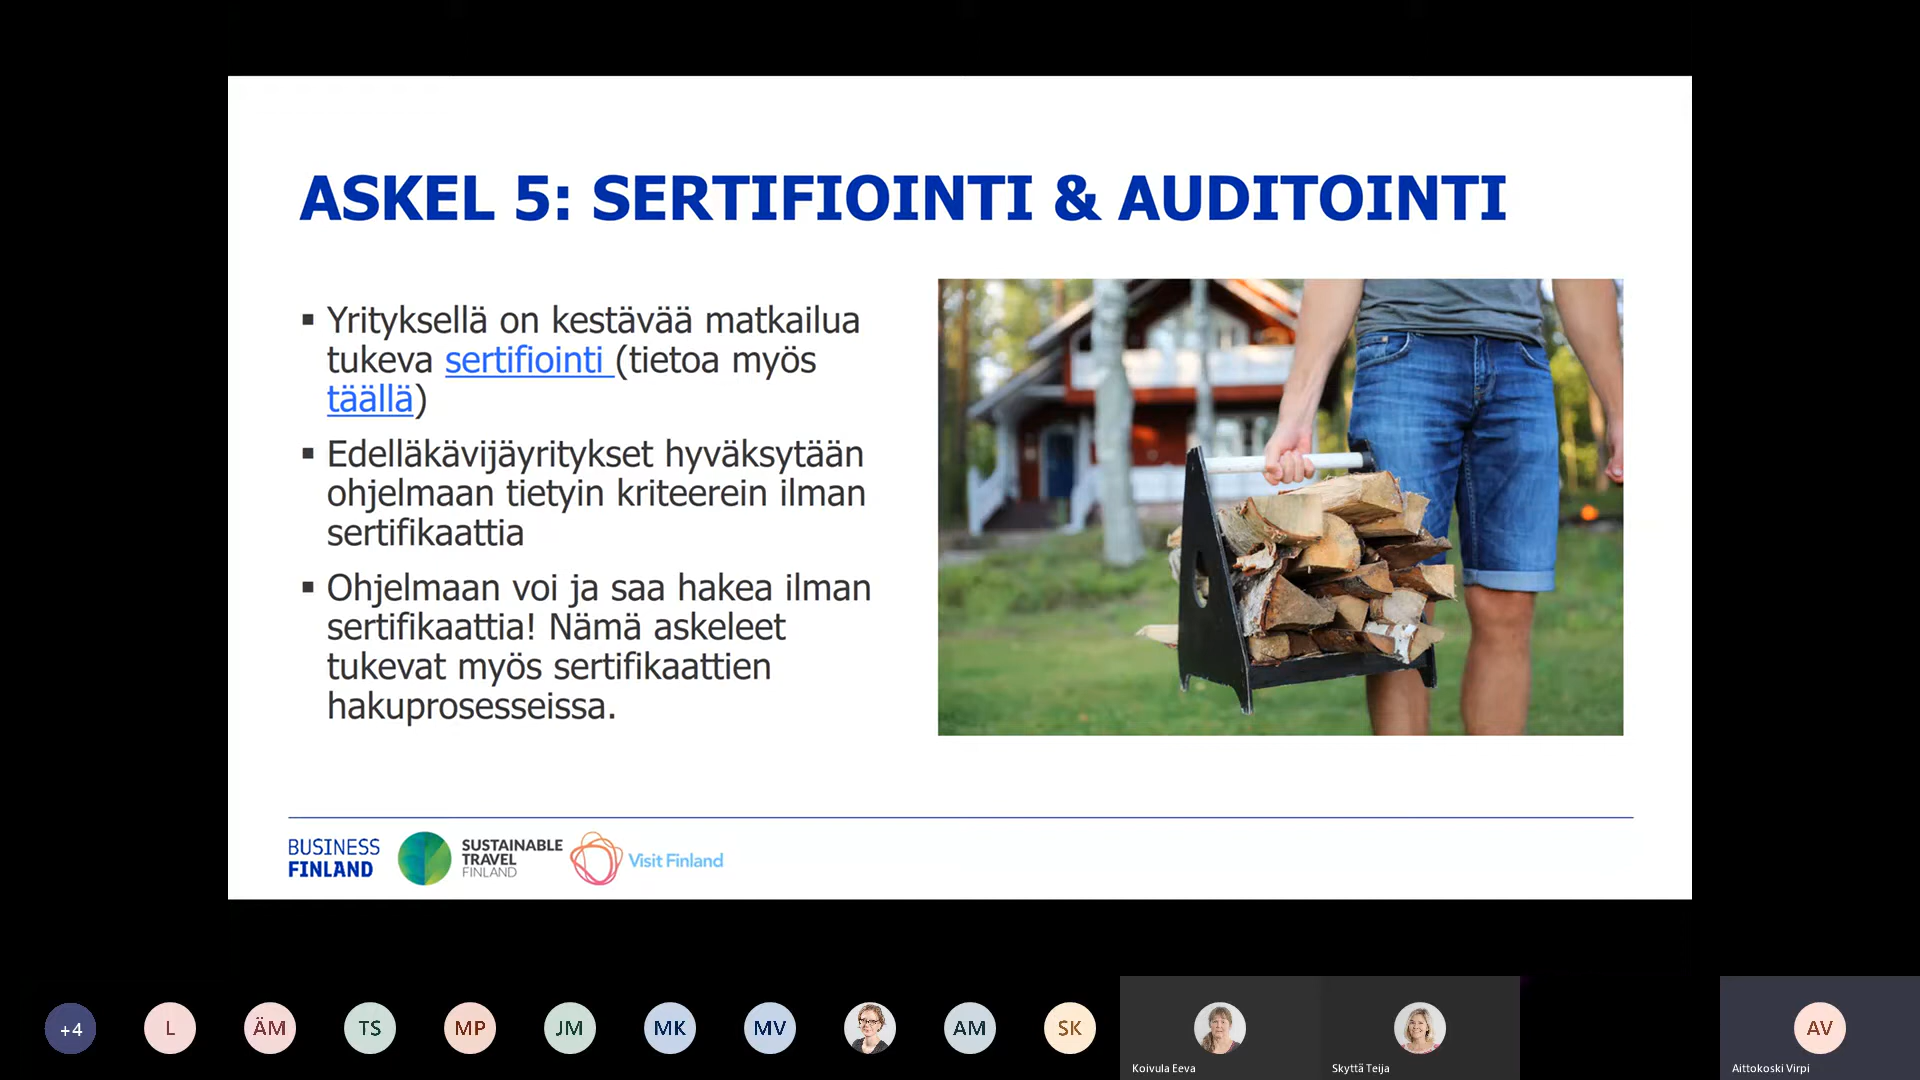 ASKEL 5: SERTIFIOINTI & AUDITOINTI
▪ Yrityksellä on kestävää matkailua
tukeva sertifiointi (tietoa myös
täällä)
▪ Edelläkävijäyritykset hyväksytään
ohjelmaan tietyin kriteerein ilman
sertifikaattia
▪ Ohjelmaan voi ja saa hakea ilman
sertifikaattia! Nämä askeleet
tukevat myös sertifikaattien
hakuprosesseissa.
BUSINESS
FINLAND
SUSTAINABLE
TRAVEL
FINLAND
Visit Finland
+4
L
ÄM
TS
MP
JM
MK
MV
AM
SK
AV
Koivula Eeva
Skyttä Teija
Aittokoski Virpi